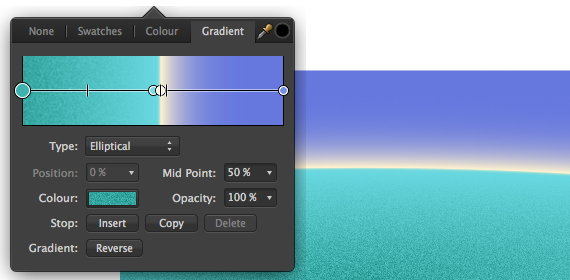 None Swatches Colour Gradient
Type: Elliptical
Position: 0 % Mid Point: 50 %
Colour: Opacity: 100 %
Stop: Insert Copy Delete
Gradient: Reverse